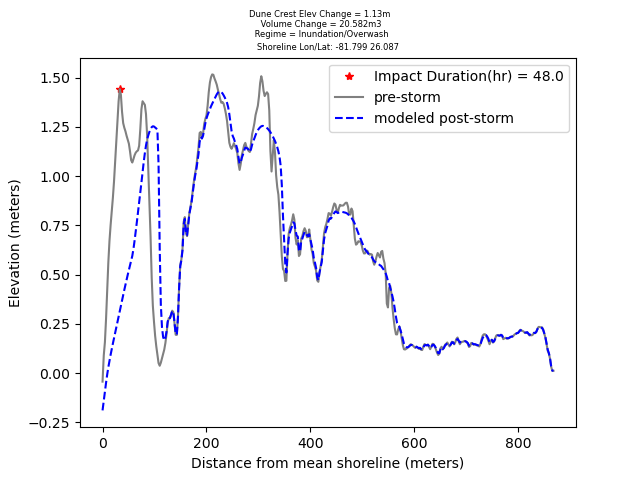 Dune Crest Elev Change = 1.13m
Volume Change = 20.582m3
Regime = Inundation/Overwash
Shoreline Lon/Lat: -81.799 26.087
Impact Duration(hr) = 48.0
pre-storm
modeled post-storm
Elevation (meters)
1.50
1.25
1.00
0.75
0.50
0.25
0.00
−0.25
0 200 400 600 800
Distance from mean shoreline (meters)